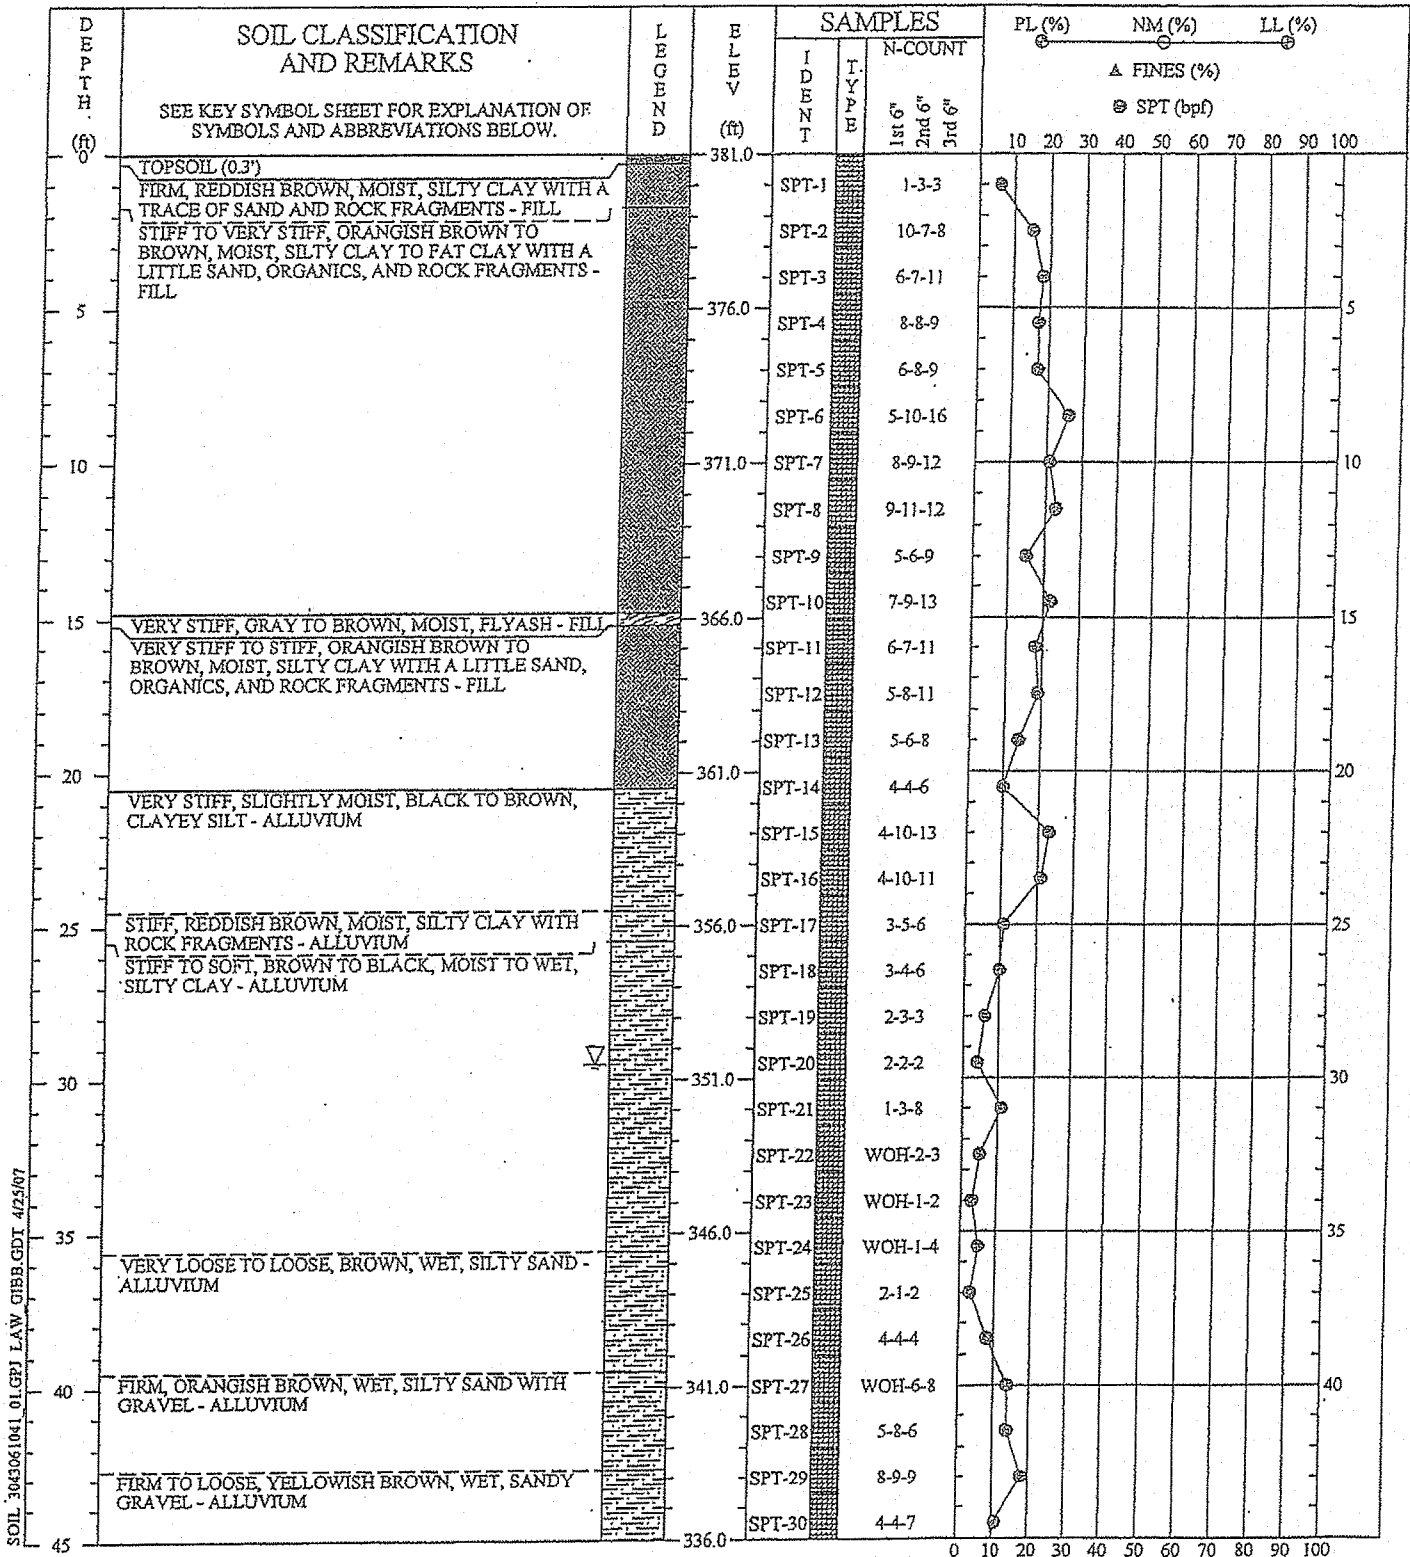 DEPTH (ft)
SOIL CLASSIFICATION
AND REMARKS
SEE KEY SYMBOL SHEET FOR EXPLANATION OF
SYMBOLS AND ABBREVIATIONS BELOW.
LEGEND
ELEV (ft)
SAMPLES
IDENT
TYPE
N-COUNT
1st 6"
2nd 6"
3rd 6"
PL (%) NM (%) LL (%)
▲ FINES (%)
● SPT (bpf)
10 20 30 40 50 60 70 80 90 100
0
TOPSOIL (0.3')
FIRM, REDDISH BROWN, MOIST, SILTY CLAY WITH A
TRACE OF SAND AND ROCK FRAGMENTS - FILL
STIFF TO VERY STIFF, ORANGISH BROWN TO
BROWN, MOIST, SILTY CLAY TO FAT CLAY WITH A
LITTLE SAND, ORGANICS, AND ROCK FRAGMENTS -
FILL
381.0
SPT-1 1-3-3
SPT-2 10-7-8
SPT-3 6-7-11
5 376.0 5
SPT-4 8-8-9
SPT-5 6-8-9
SPT-6 5-10-16
10 371.0 SPT-7 8-9-12 10
SPT-8 9-11-12
SPT-9 5-6-9
SPT-10 7-9-13
15 366.0 15
VERY STIFF, GRAY TO BROWN, MOIST, FLYASH - FILL
VERY STIFF TO STIFF, ORANGISH BROWN TO
BROWN, MOIST, SILTY CLAY WITH A LITTLE SAND,
ORGANICS, AND ROCK FRAGMENTS - FILL
SPT-11 6-7-11
SPT-12 5-8-11
SPT-13 5-6-8
20 361.0 20
SPT-14 4-4-6
VERY STIFF, SLIGHTLY MOIST, BLACK TO BROWN,
CLAYEY SILT - ALLUVIUM
SPT-15 4-10-13
SPT-16 4-10-11
STIFF, REDDISH BROWN, MOIST, SILTY CLAY WITH
ROCK FRAGMENTS - ALLUVIUM
25 356.0 SPT-17 3-5-6 25
STIFF TO SOFT, BROWN TO BLACK, MOIST TO WET,
SILTY CLAY - ALLUVIUM
SPT-18 3-4-6
SPT-19 2-3-3
SPT-20 2-2-2
30 351.0 30
SPT-21 1-3-8
SPT-22 WOH-2-3
SPT-23 WOH-1-2
35 346.0 35
SPT-24 WOH-1-4
VERY LOOSE TO LOOSE, BROWN, WET, SILTY SAND -
ALLUVIUM
SPT-25 2-1-2
SPT-26 4-4-4
40 341.0 SPT-27 WOH-6-8 40
FIRM, ORANGISH BROWN, WET, SILTY SAND WITH
GRAVEL - ALLUVIUM
SPT-28 5-8-6
FIRM TO LOOSE, YELLOWISH BROWN, WET, SANDY
GRAVEL - ALLUVIUM
SPT-29 8-9-9
SPT-30 4-4-7
45 336.0
0 10 20 30 40 50 60 70 80 90 100
SOIL 3043061041_01.GPJ LAW_GIBB.GDT 4/25/07